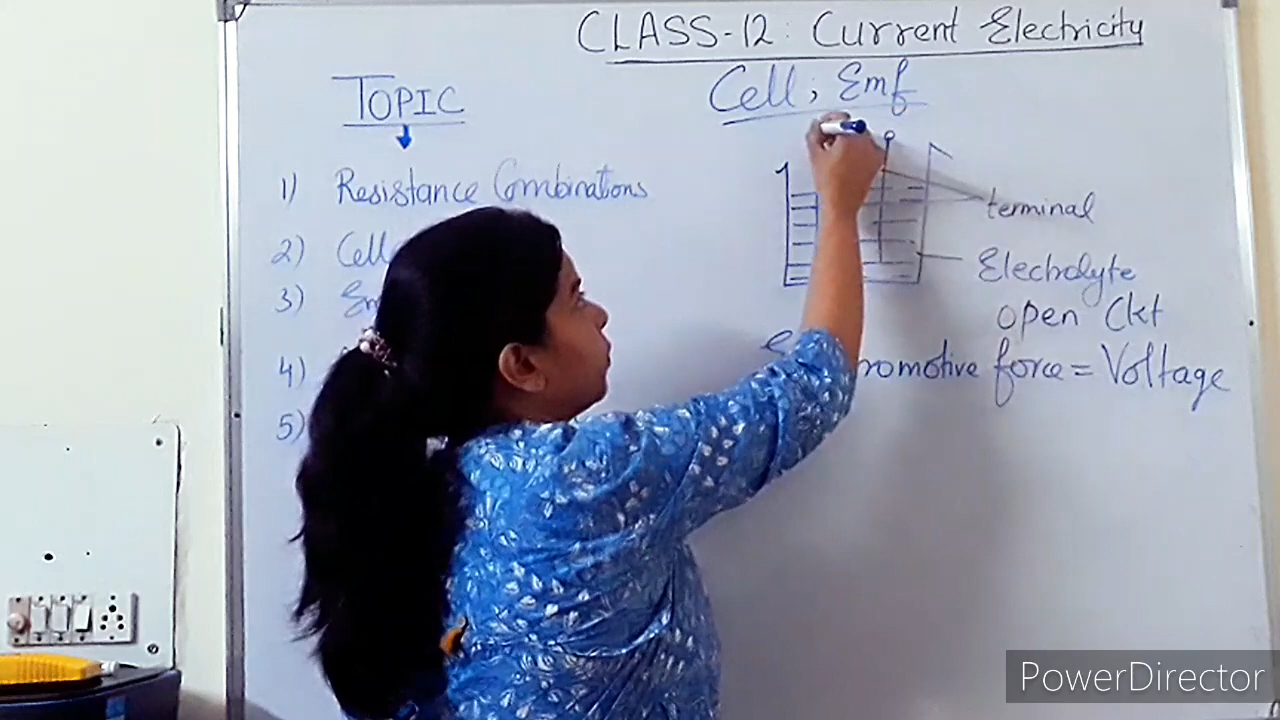 CLASS-12: Current Electricity
Cell; Emf
TOPIC
1) Resistance Combinations
2) Cell
3) Em
4)
5)
terminal
Electrolyte
open Ckt
romotive force = Voltage
PowerDirector